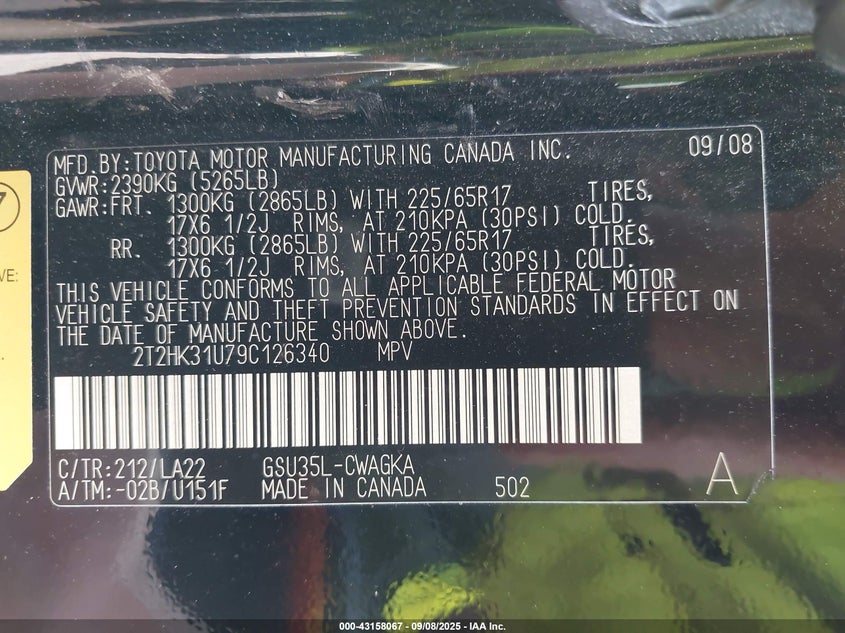 MFD.BY:TOYOTA MOTOR MANUFACTURING CANADA INC. 09/08
GVWR:2390KG (5265LB)
GAWR:FRT. 1300KG (2865LB) WITH 225/65R17 TIRES,
17X6 1/2J RIMS, AT 210KPA (30PSI) COLD.
RR. 1300KG (2865LB) WITH 225/65R17 TIRES,
17X6 1/2J RIMS, AT 210KPA (30PSI) COLD.
THIS VEHICLE CONFORMS TO ALL APPLICABLE FEDERAL MOTOR
VEHICLE SAFETY AND THEFT PREVENTION STANDARDS IN EFFECT ON
THE DATE OF MANUFACTURE SHOWN ABOVE.
2T2HK31U79C126340 MPV
C/TR:212/LA22 GSU35L-CWAGKA
A/TM:-02B/U151F MADE IN CANADA 502 A
7
VE:
000-43158067 - 09/08/2025 - IAA Inc.